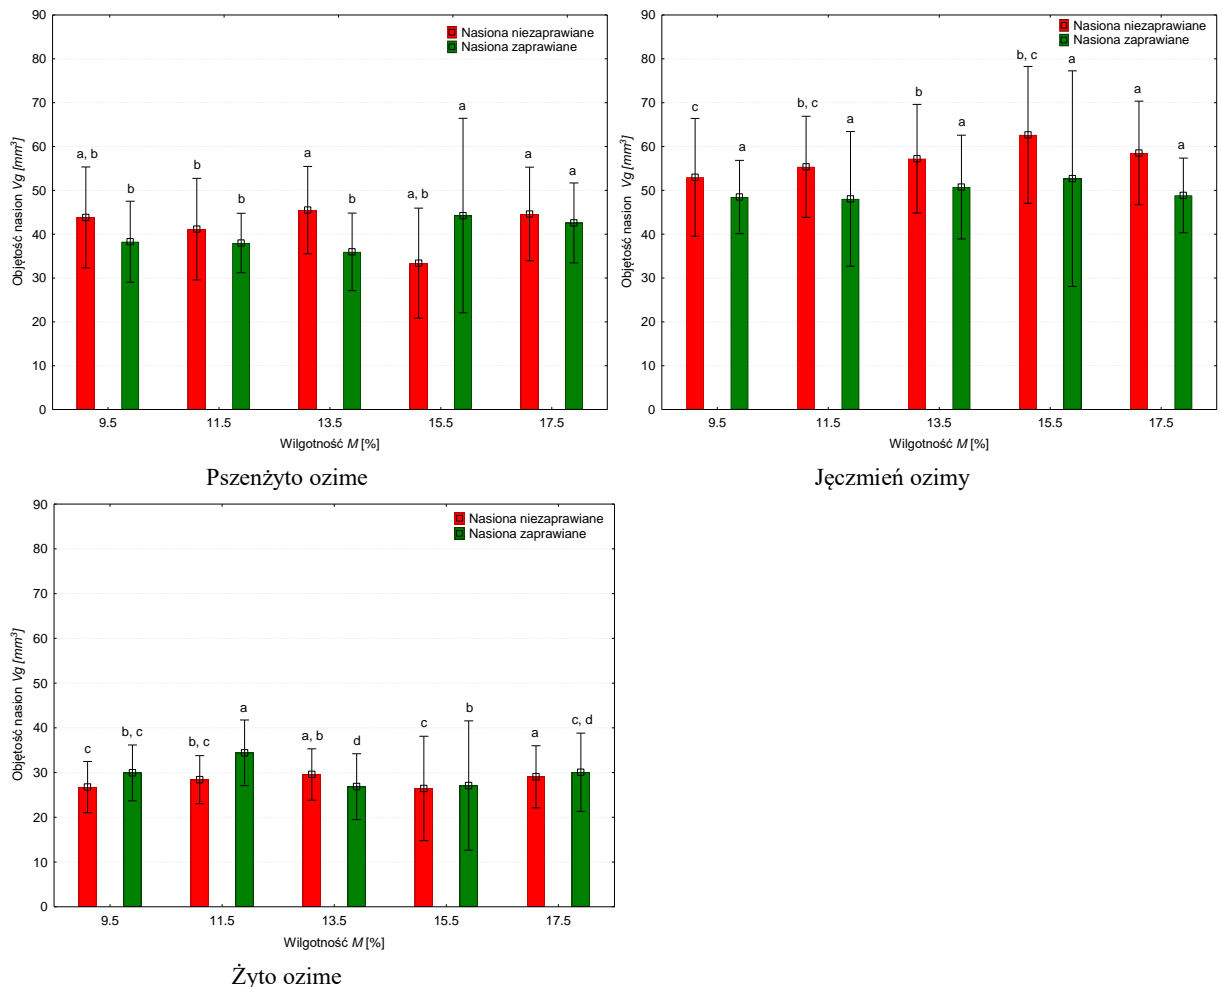 90
80
70
60
50
40
30
20
10
0
Objętość nasion Vg [mm³]
Nasiona niezaprawiane
Nasiona zaprawiane
a, b
b
b
b
a
b
a, b
a
a
a
9.5 11.5 13.5 15.5 17.5
Wilgotność M [%]
Pszenżyto ozime
90
80
70
60
50
40
30
20
10
0
Objętość nasion Vg [mm³]
Nasiona niezaprawiane
Nasiona zaprawiane
c
a
b, c
a
b
a
b, c
a
a
a
9.5 11.5 13.5 15.5 17.5
Wilgotność M [%]
Jęczmień ozimy
90
80
70
60
50
40
30
20
10
0
Objętość nasion Vg [mm³]
Nasiona niezaprawiane
Nasiona zaprawiane
c
b, c
b, c
a
a, b
d
c
b
a
c, d
9.5 11.5 13.5 15.5 17.5
Wilgotność M [%]
Żyto ozime